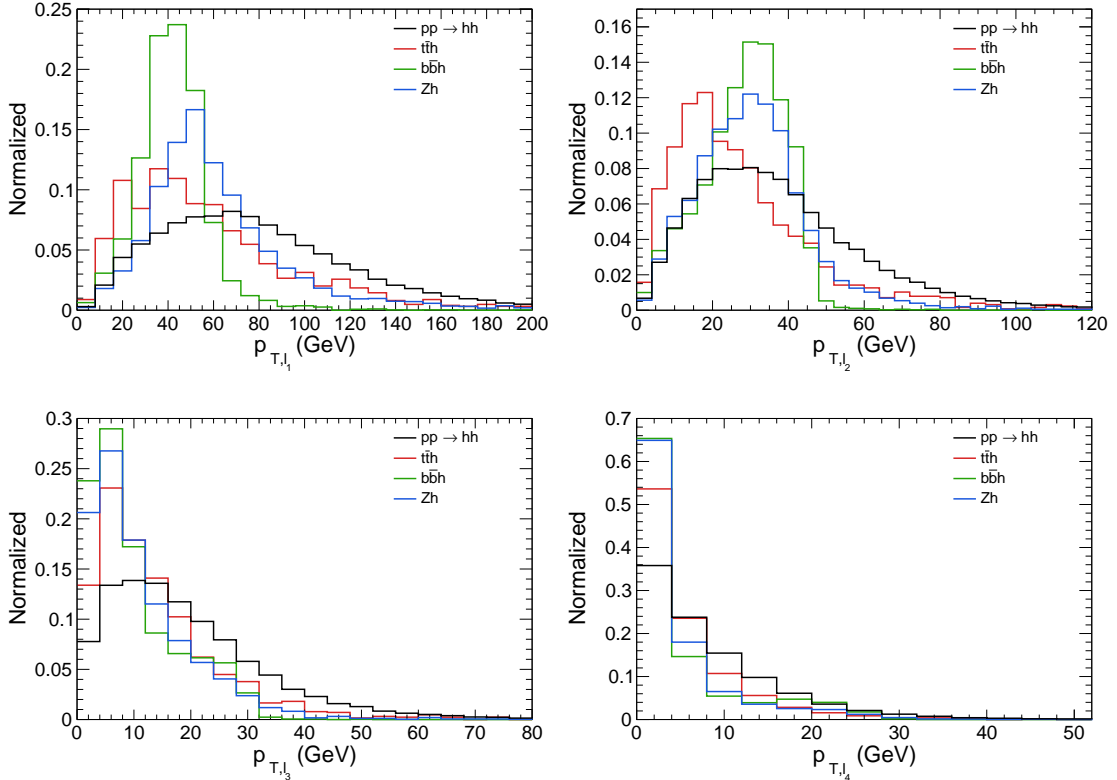 Normalized
0.25
0.2
0.15
0.1
0.05
0
0 20 40 60 80 100 120 140 160 180 200
p_{T,l_1} (GeV)
pp → hh
tt̄h
bb̄h
Zh
Normalized
0.16
0.14
0.12
0.1
0.08
0.06
0.04
0.02
0
0 20 40 60 80 100 120
p_{T,l_2} (GeV)
pp → hh
tt̄h
bb̄h
Zh
Normalized
0.3
0.25
0.2
0.15
0.1
0.05
0
0 10 20 30 40 50 60 70 80
p_{T,l_3} (GeV)
pp → hh
tt̄h
bb̄h
Zh
Normalized
0.7
0.6
0.5
0.4
0.3
0.2
0.1
0
0 10 20 30 40 50
p_{T,l_4} (GeV)
pp → hh
tt̄h
bb̄h
Zh